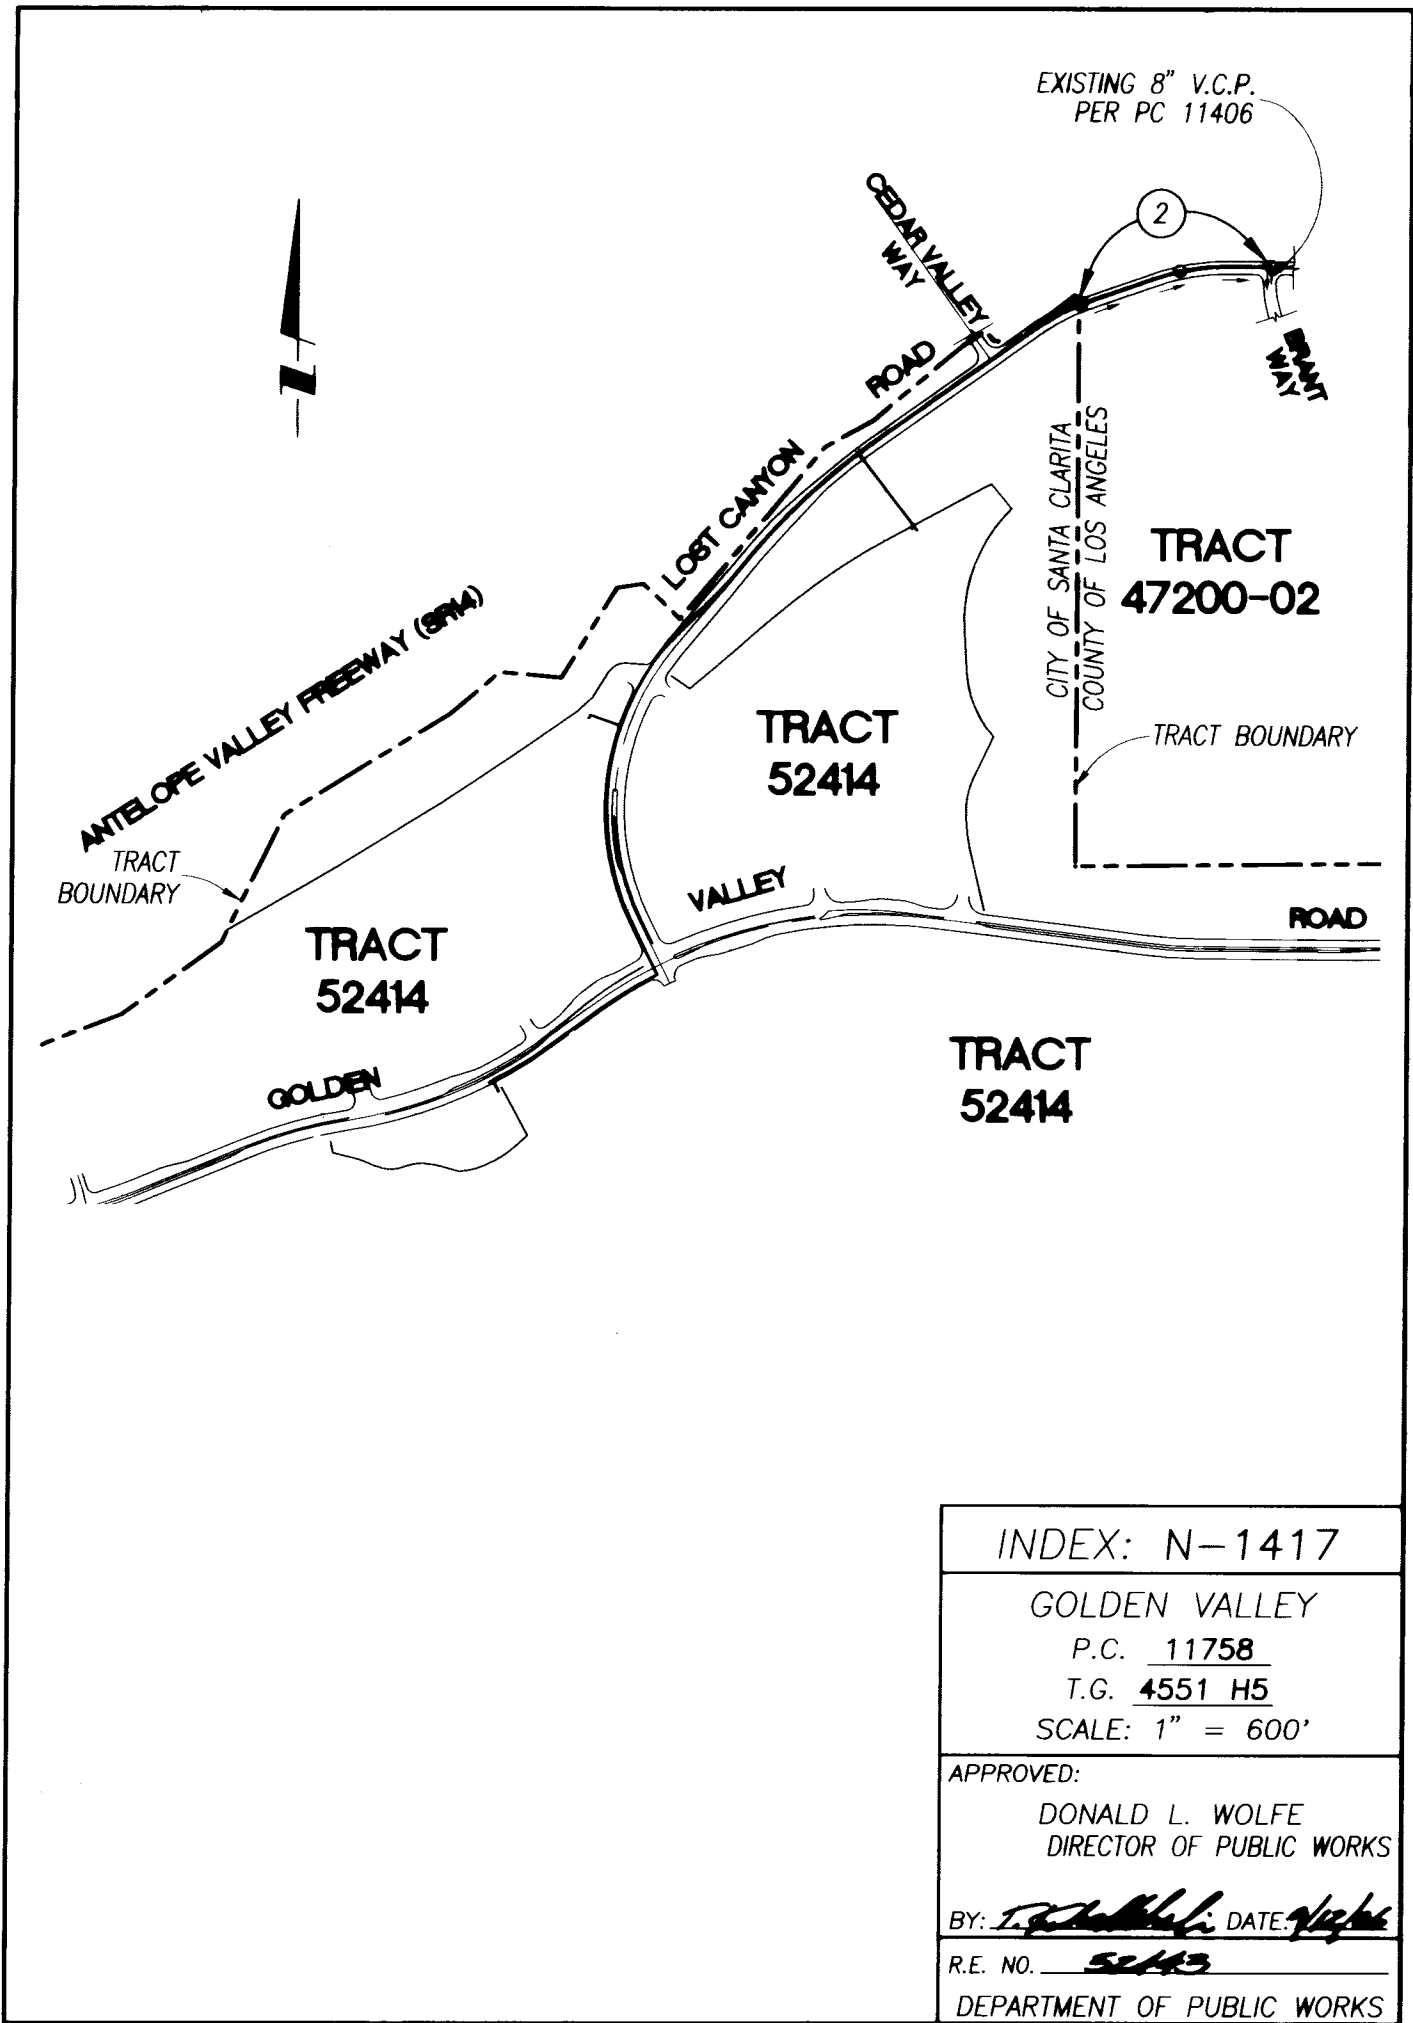 EXISTING 8" V.C.P.
PER PC 11406
2
CEDAR VALLEY
WAY
BRANT
WAY
ROAD
LOST CANYON
N
CITY OF SANTA CLARITA
COUNTY OF LOS ANGELES
TRACT
47200-02
ANTELOPE VALLEY FREEWAY (SR14)
TRACT
52414
TRACT BOUNDARY
TRACT
BOUNDARY
VALLEY
ROAD
TRACT
52414
TRACT
52414
GOLDEN
INDEX: N-1417
GOLDEN VALLEY
P.C. 11758
T.G. 4551 H5
SCALE: 1" = 600'
APPROVED:
DONALD L. WOLFE
DIRECTOR OF PUBLIC WORKS
BY: DATE:
R.E. NO.
DEPARTMENT OF PUBLIC WORKS